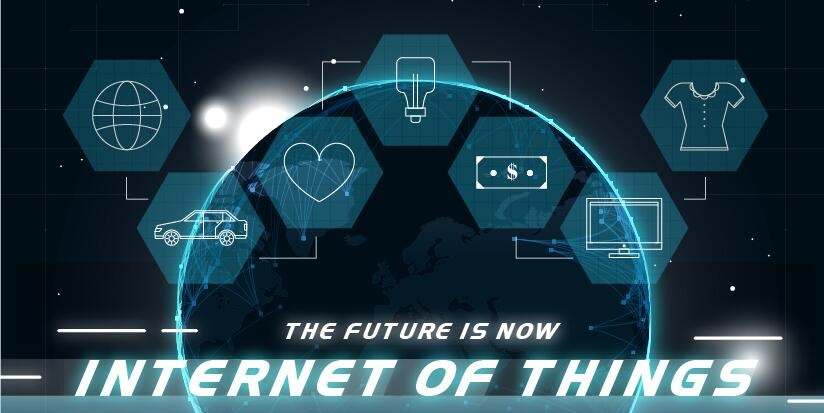 $
THE FUTURE IS NOW
INTERNET OF THINGS